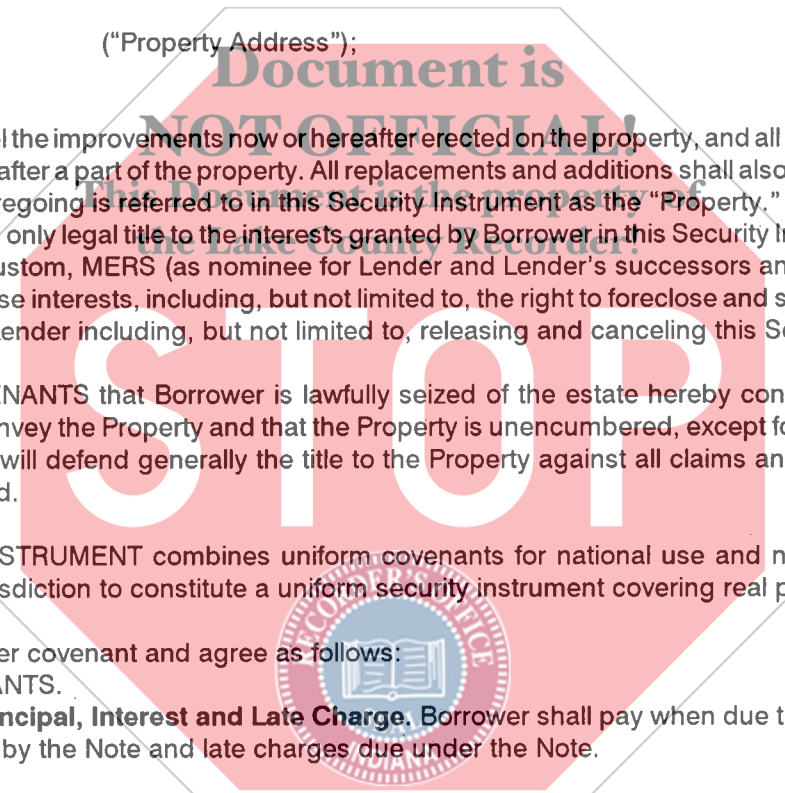 ("Property Address");
Document is
NOT OFFICIAL!
the improvements now or hereafter erected on the property, and all
after a part of the property. All replacements and additions shall also
regoing is referred to in this Security Instrument as the "Property."
This Document is the property of
only legal title to the interests granted by Borrower in this Security In
the Lake County Recorder!
ustom, MERS (as nominee for Lender and Lender's successors an
se interests, including, but not limited to, the right to foreclose and s
ender including, but not limited to, releasing and canceling this Se
STOP
ENANTS that Borrower is lawfully seized of the estate hereby con
nvey the Property and that the Property is unencumbered, except fo
will defend generally the title to the Property against all claims an
d.
STRUMENT combines uniform covenants for national use and n
sdiction to constitute a uniform security instrument covering real p
RECORDER'S OFFICE
er covenant and agree as follows:
ANTS.
ncipal, Interest and Late Charge. Borrower shall pay when due t
by the Note and late charges due under the Note.
INDIANA